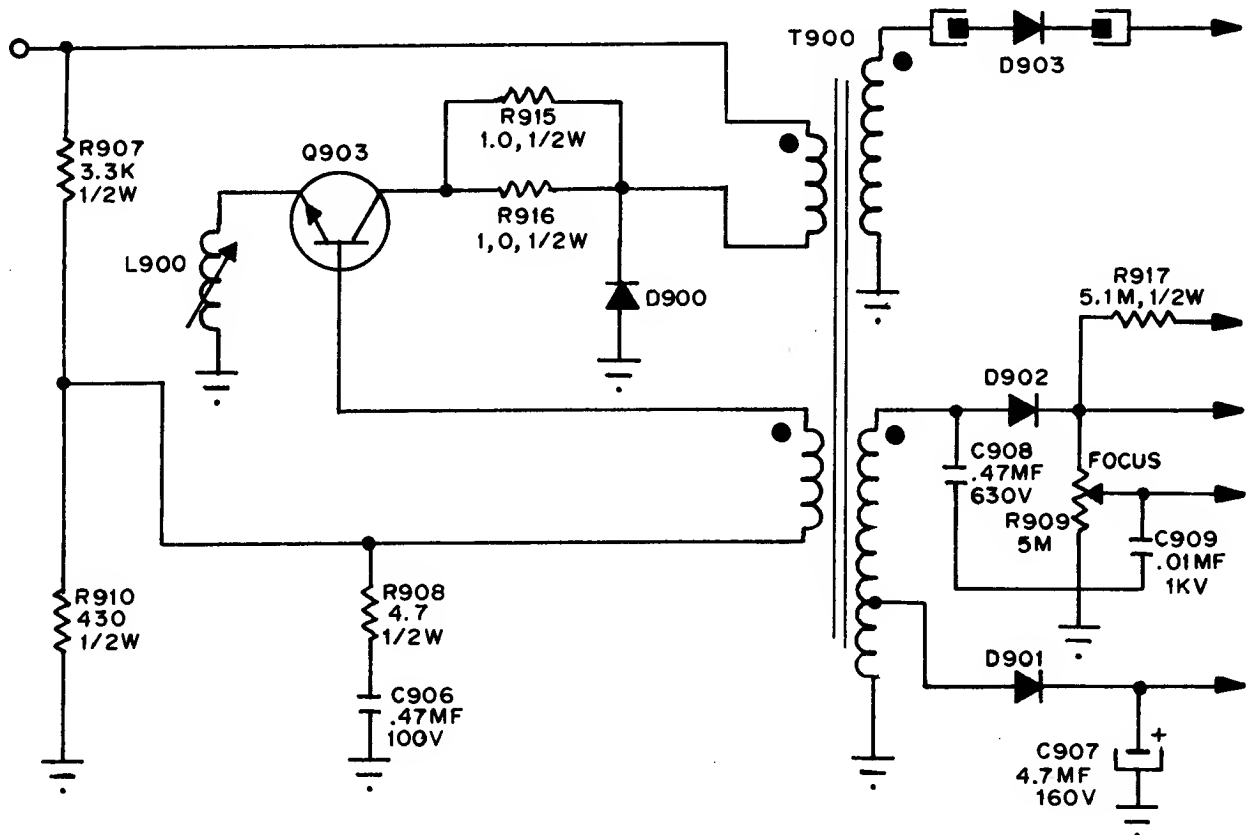 T900
D903
R907
3.3K
1/2W
Q903
R915
1.0, 1/2W
R916
1,0, 1/2W
L900
D900
R917
5.1M, 1/2W
D902
C908
.47MF
630V
FOCUS
R909
5M
C909
.01MF
1KV
R910
430
1/2W
R908
4.7
1/2W
C906
.47MF
100V
D901
+
C907
4.7MF
160V